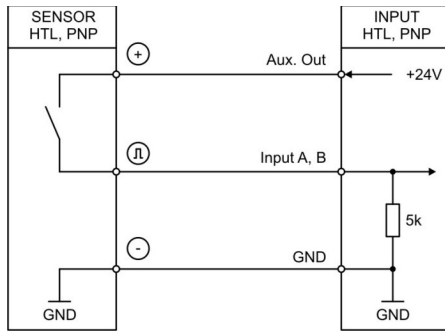 SENSOR
HTL, PNP
INPUT
HTL, PNP
+
Aux. Out
+24V
Input A, B
5k
-
GND
GND
GND